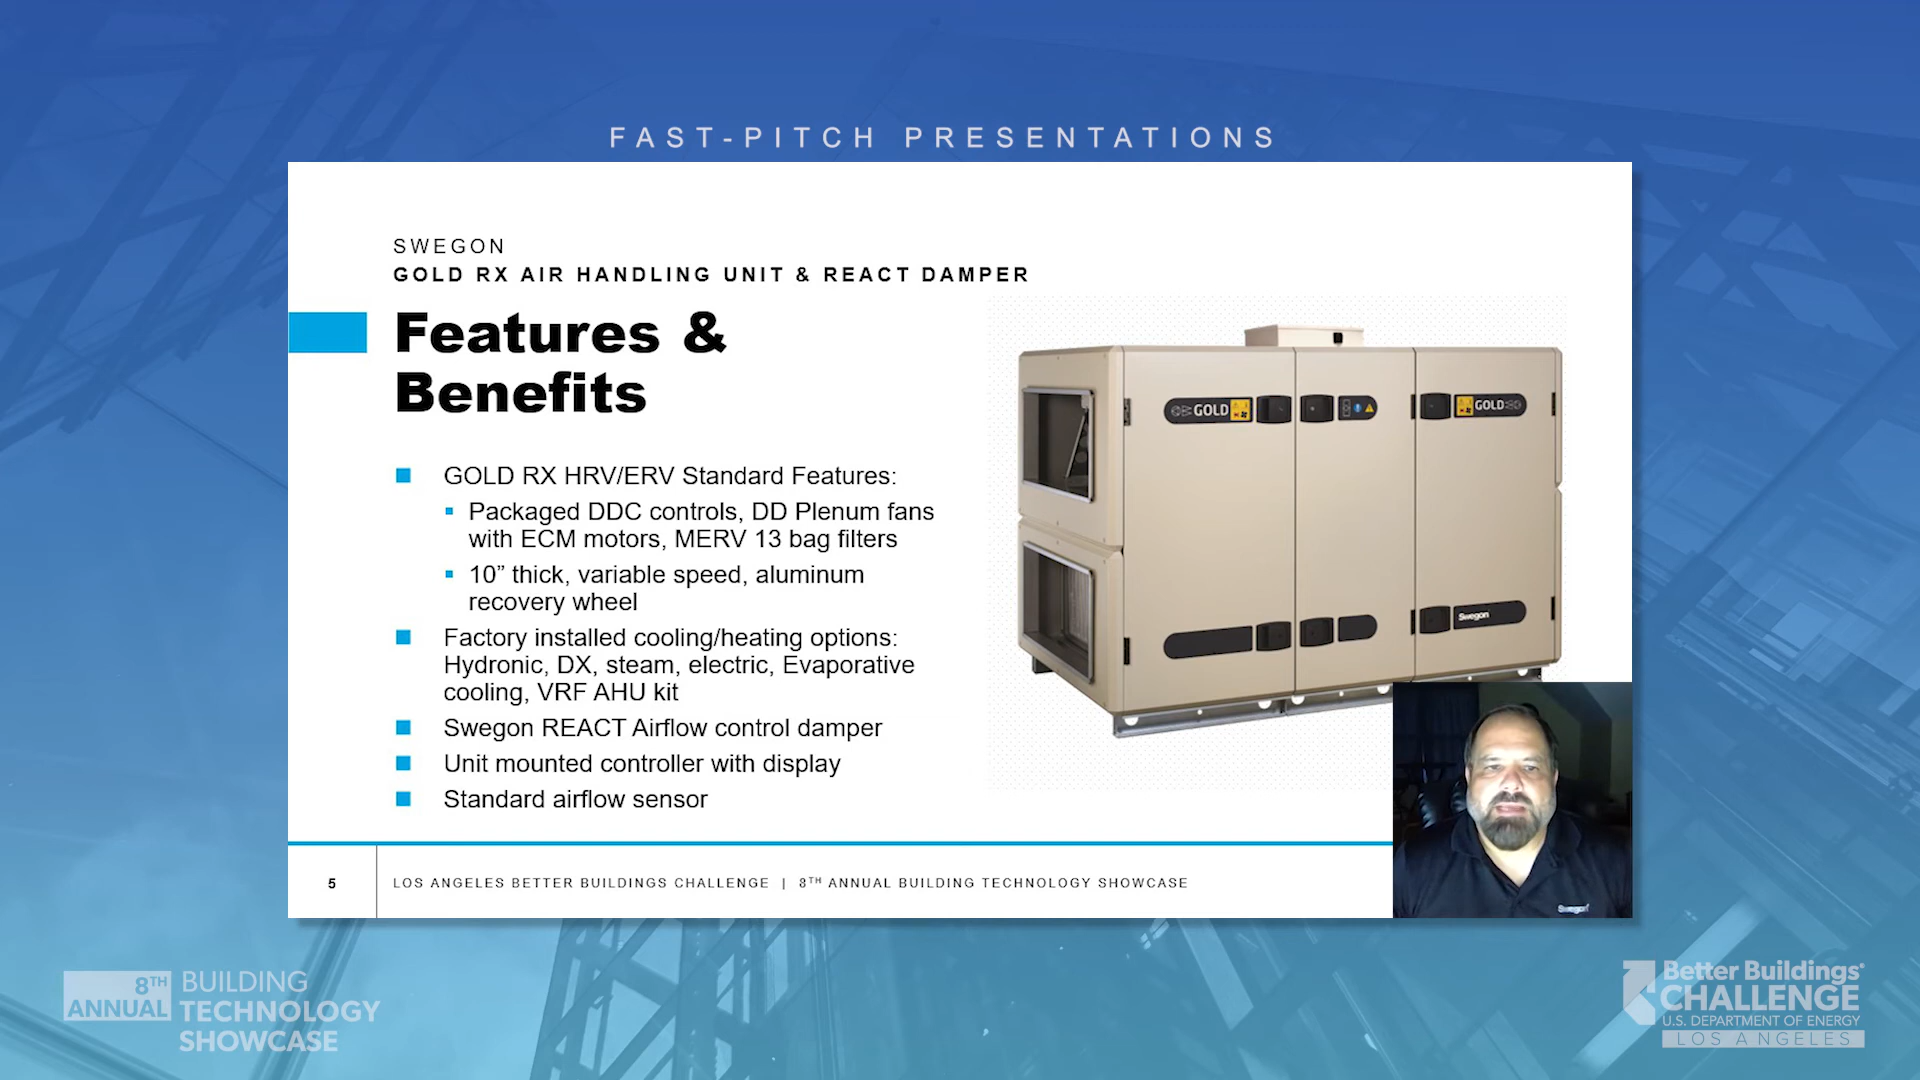 FAST-PITCH PRESENTATIONS
SWEGON
GOLD RX AIR HANDLING UNIT & REACT DAMPER
Features &
Benefits
GOLD RX HRV/ERV Standard Features:
Packaged DDC controls, DD Plenum fans
with ECM motors, MERV 13 bag filters
10” thick, variable speed, aluminum
recovery wheel
Factory installed cooling/heating options:
Hydronic, DX, steam, electric, Evaporative
cooling, VRF AHU kit
Swegon REACT Airflow control damper
Unit mounted controller with display
Standard airflow sensor
GOLD
GOLD
Swegon
Swegon
5
LOS ANGELES BETTER BUILDINGS CHALLENGE | 8TH ANNUAL BUILDING TECHNOLOGY SHOWCASE
8TH
ANNUAL
BUILDING
TECHNOLOGY
SHOWCASE
Better Buildings®
CHALLENGE
U.S. DEPARTMENT OF ENERGY
LOS ANGELES